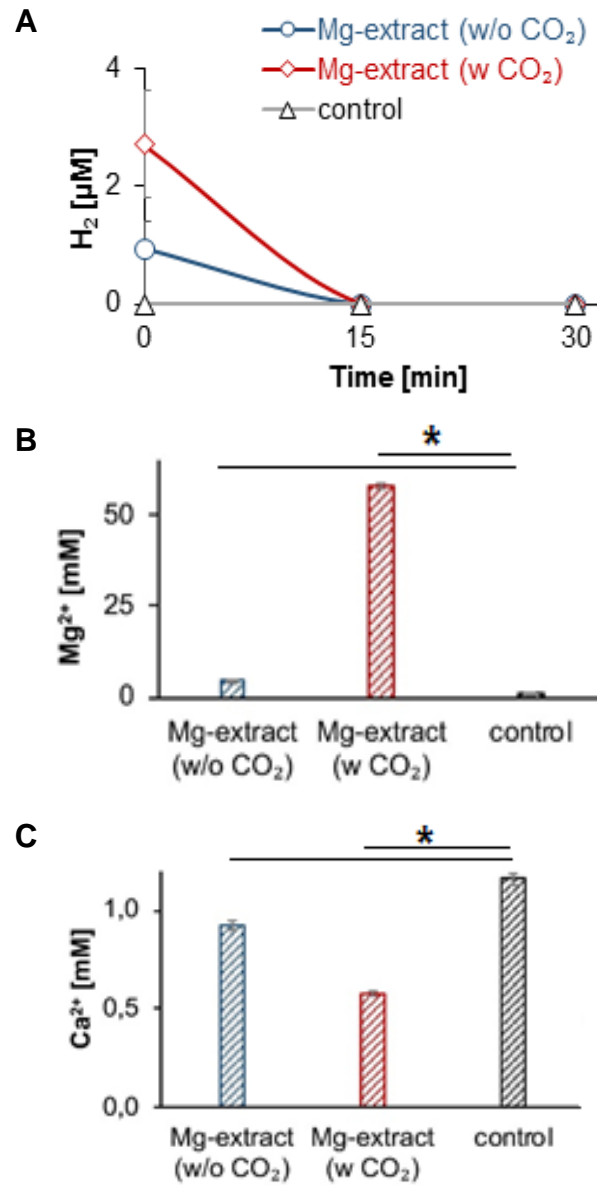 A
Mg-extract (w/o CO₂)
Mg-extract (w CO₂)
control
4
2
0
H₂ [µM]
0 15 30
Time [min]
B
*
50
25
0
Mg²⁺ [mM]
Mg-extract Mg-extract control
(w/o CO₂) (w CO₂)
C
*
1,0
0,5
0,0
Ca²⁺ [mM]
Mg-extract Mg-extract control
(w/o CO₂) (w CO₂)